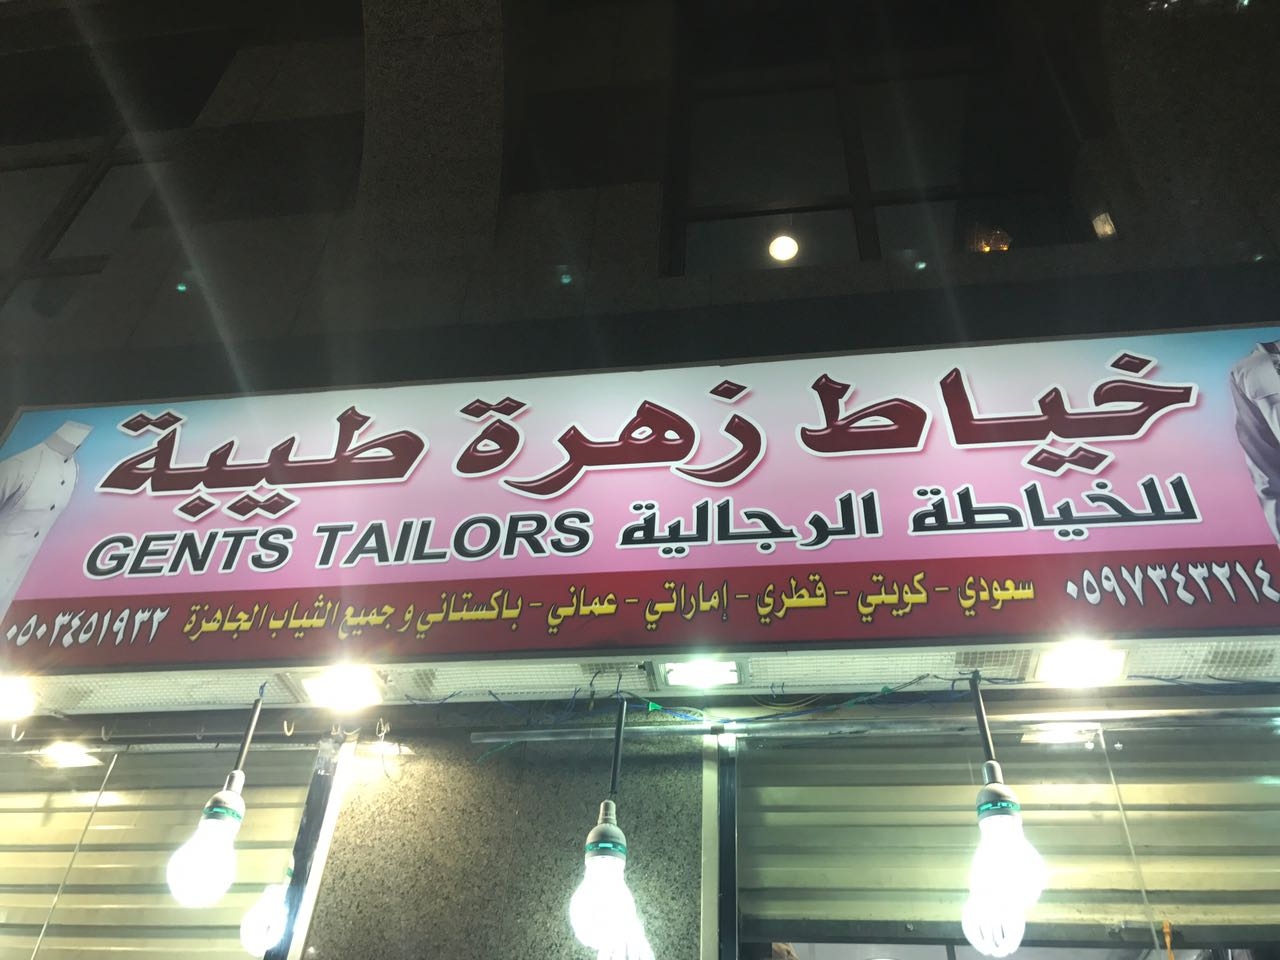 خياط زهرة طيبة
للخياطة الرجالية GENTS TAILORS
٠٥٩٧٣٤٣٢١٤ سعودي - كويتي - قطري - إماراتي - عماني - باكستاني و جميع الثياب الجاهزة ٠٥٠٣٤٥١٩٣٢